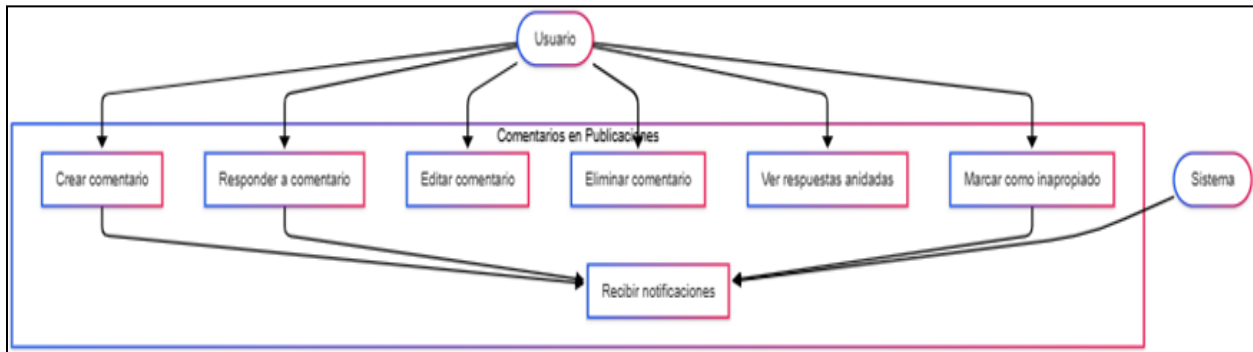 Usuario
Comentarios en Publicaciones
Crear comentario
Responder a comentario
Editar comentario
Eliminar comentario
Ver respuestas anidadas
Marcar como inapropiado
Sistema
Recibir notificaciones